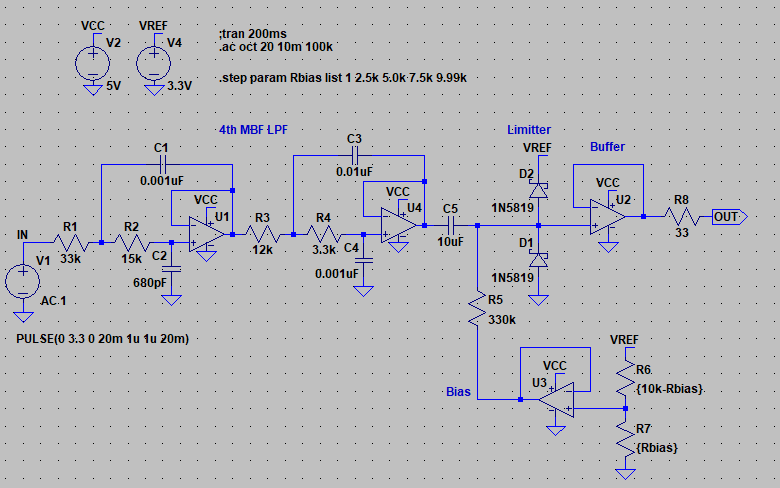 VCC
V2
5V
VREF
V4
3.3V
;tran 200ms
.ac oct 20 10m 100k
.step param Rbias list 1 2.5k 5.0k 7.5k 9.99k
4th MBF LPF
Limitter
Buffer
C1
0.001uF
VCC
U1
C3
0.01uF
VCC
U4
VREF
D2
1N5819
VCC
U2
IN
R1
33k
R2
15k
C2
680pF
R3
12k
R4
3.3k
C4
0.001uF
C5
10uF
D1
1N5819
R8
33
OUT
V1
AC 1
PULSE(0 3.3 0 20m 1u 1u 20m)
R5
330k
Bias
VCC
U3
VREF
R6
{10k-Rbias}
R7
{Rbias}